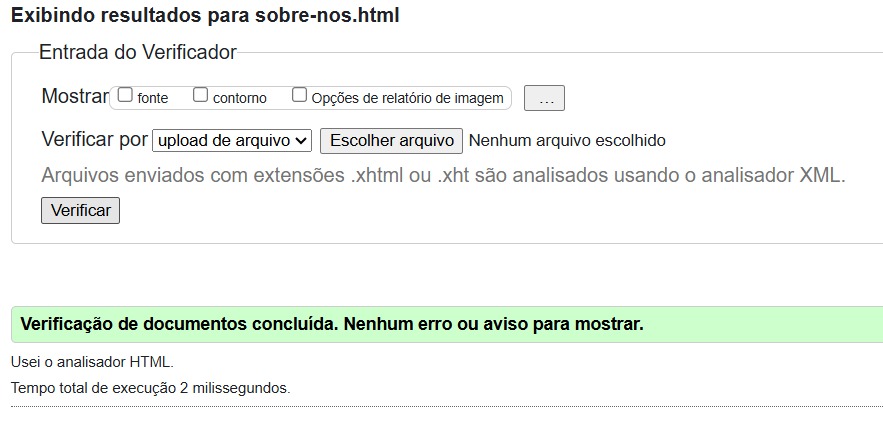 Exibindo resultados para sobre-nos.html
Entrada do Verificador
Mostrar fonte contorno Opções de relatório de imagem ...
Verificar por upload de arquivo Escolher arquivo Nenhum arquivo escolhido
Arquivos enviados com extensões .xhtml ou .xht são analisados usando o analisador XML.
Verificar
Verificação de documentos concluída. Nenhum erro ou aviso para mostrar.
Usei o analisador HTML.
Tempo total de execução 2 milissegundos.